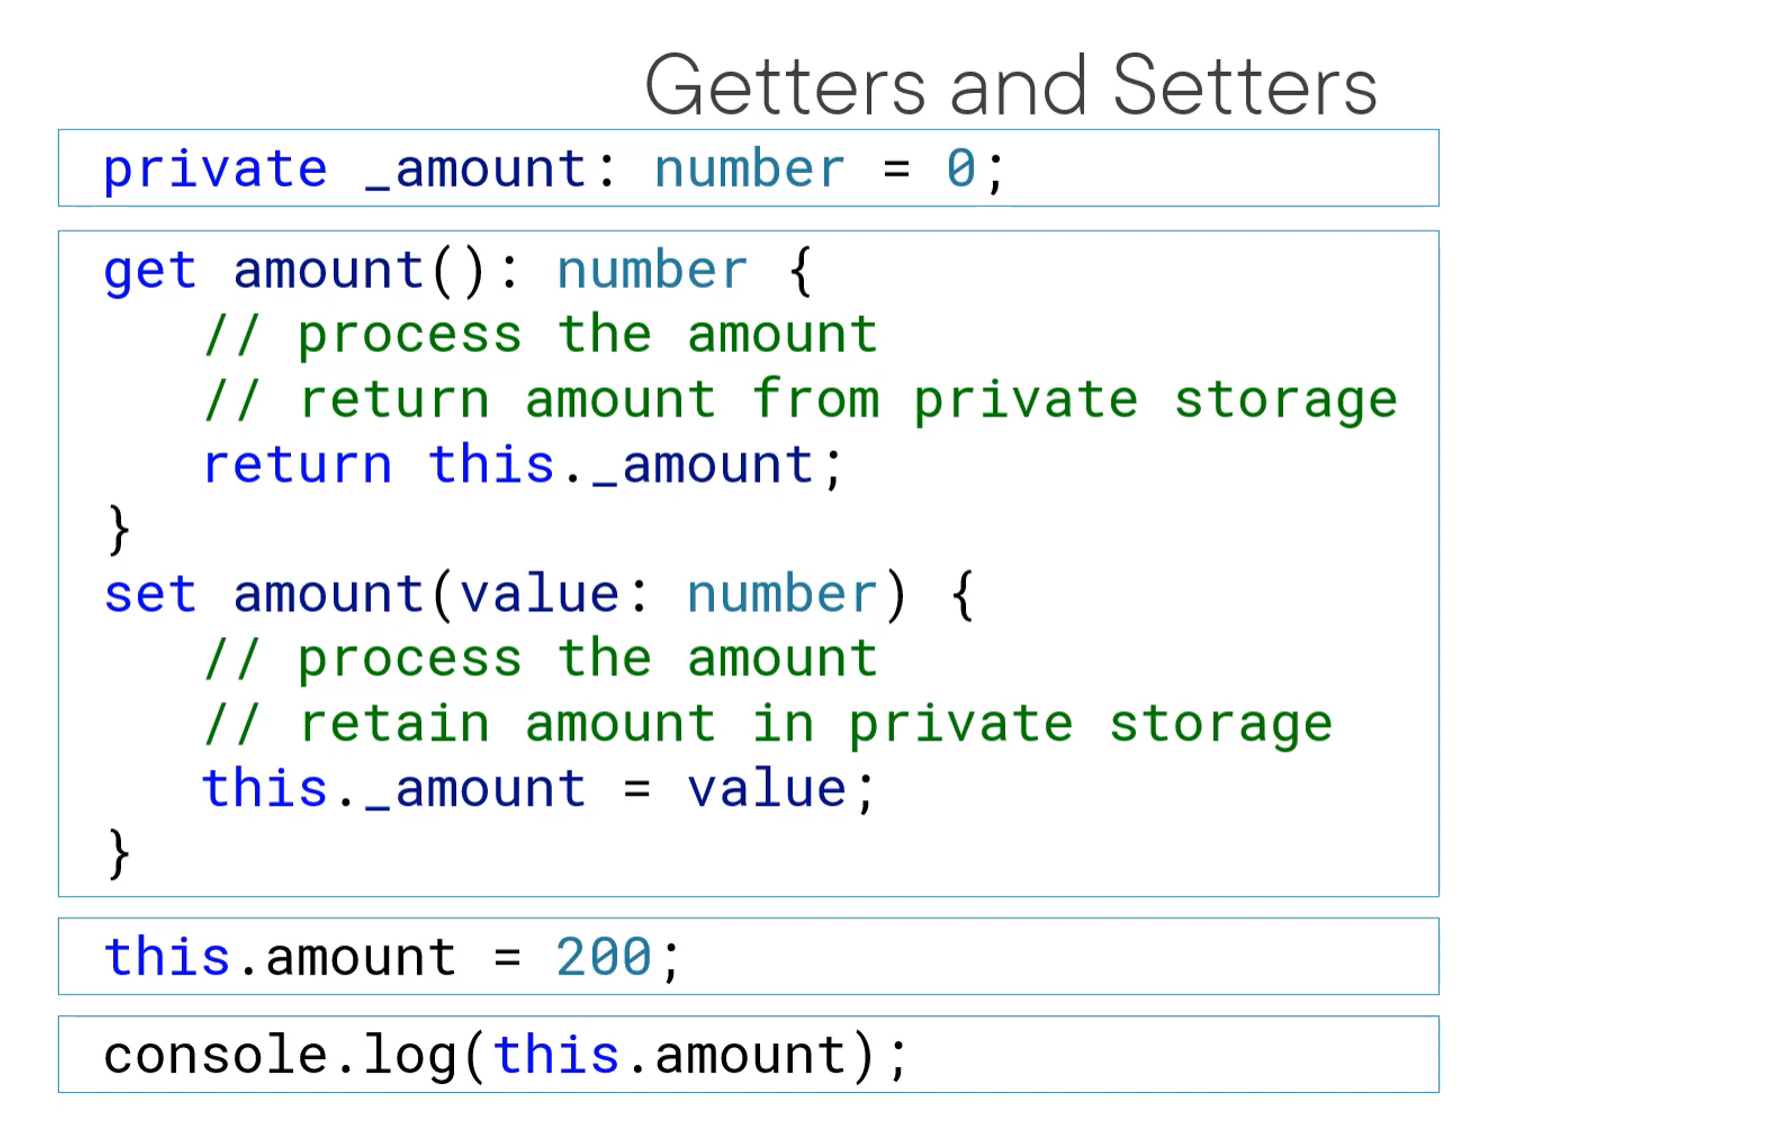 Getters and Setters
private _amount: number = 0;
get amount(): number {
// process the amount
// return amount from private storage
return this._amount;
}
set amount(value: number) {
// process the amount
// retain amount in private storage
this._amount = value;
}
this.amount = 200;
console.log(this.amount);